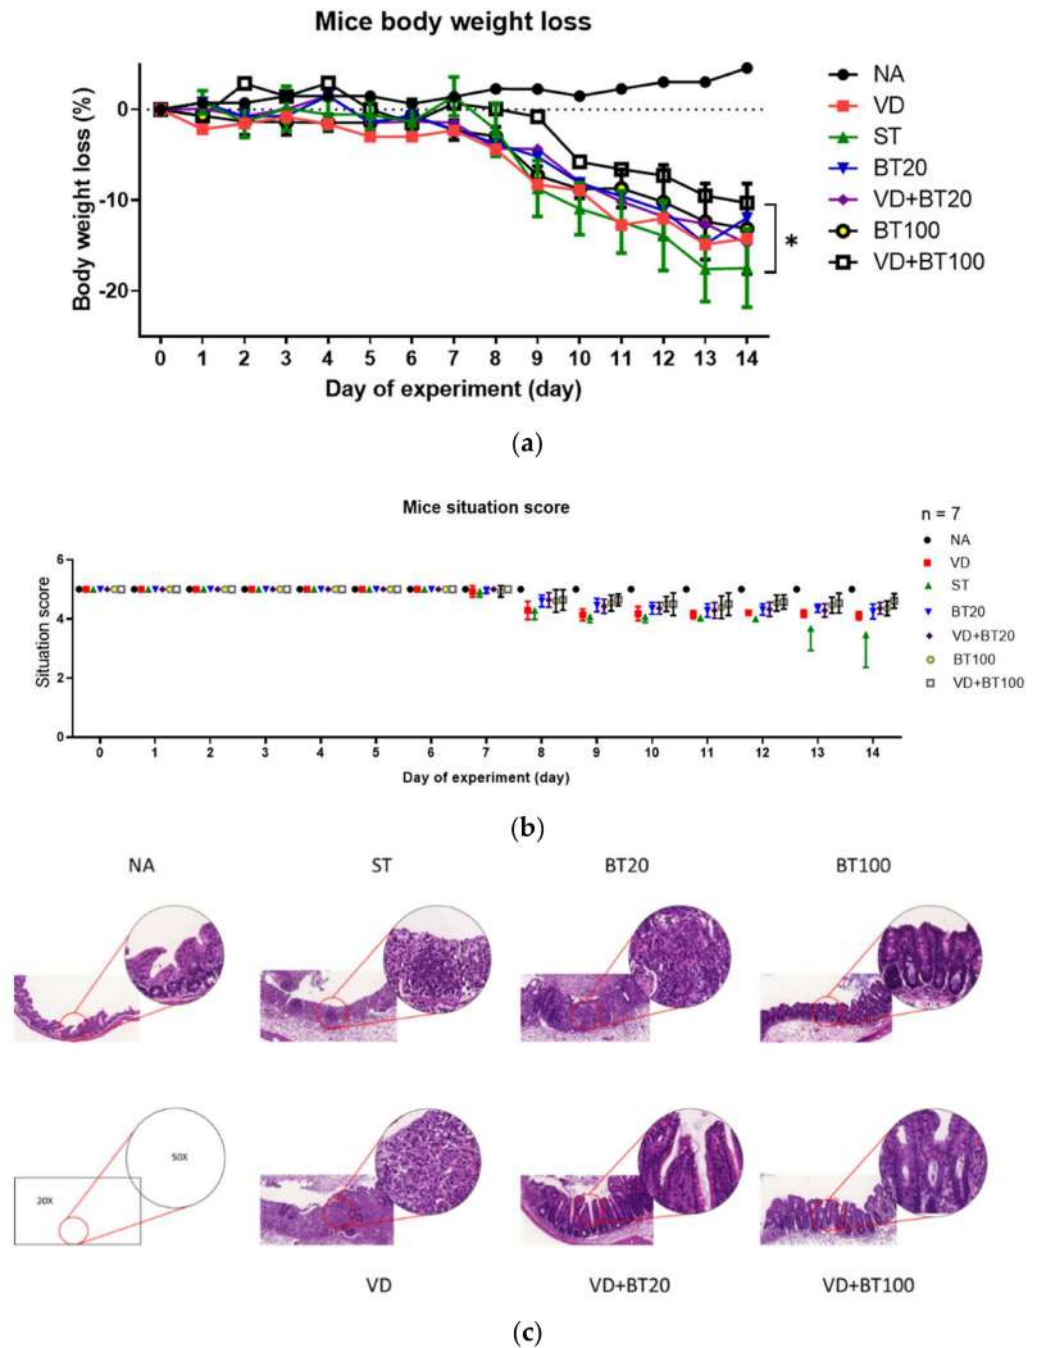 Mice body weight loss
Body weight loss (%)
0
-10
-20
0 1 2 3 4 5 6 7 8 9 10 11 12 13 14
Day of experiment (day)
*
NA
VD
ST
BT20
VD+BT20
BT100
VD+BT100
(a)
Mice situation score
Situation score
6
4
2
0
0 1 2 3 4 5 6 7 8 9 10 11 12 13 14
Day of experiment (day)
n = 7
NA
VD
ST
BT20
VD+BT20
BT100
VD+BT100
(b)
NA ST BT20 BT100
50X
20X
VD VD+BT20 VD+BT100
(c)